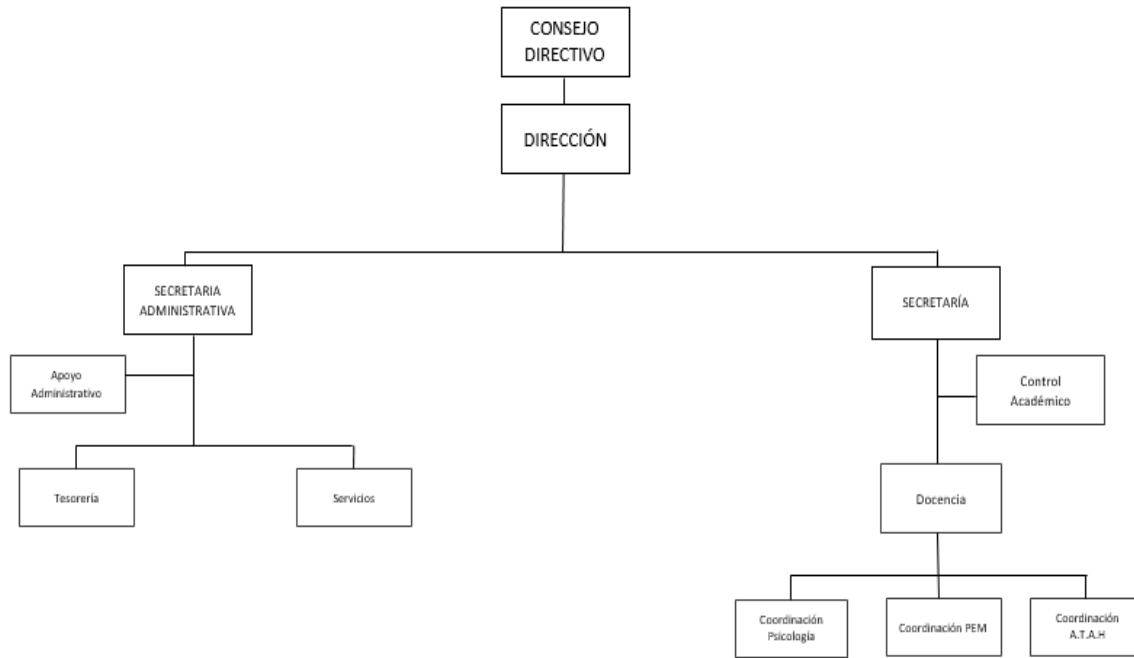 CONSEJO
DIRECTIVO
DIRECCIÓN
SECRETARIA
ADMINISTRATIVA
SECRETARÍA
Apoyo
Administrativo
Control
Académico
Tesorería
Servicios
Docencia
Coordinación
Psicología
Coordinación PEM
Coordinación
A.T.A.H